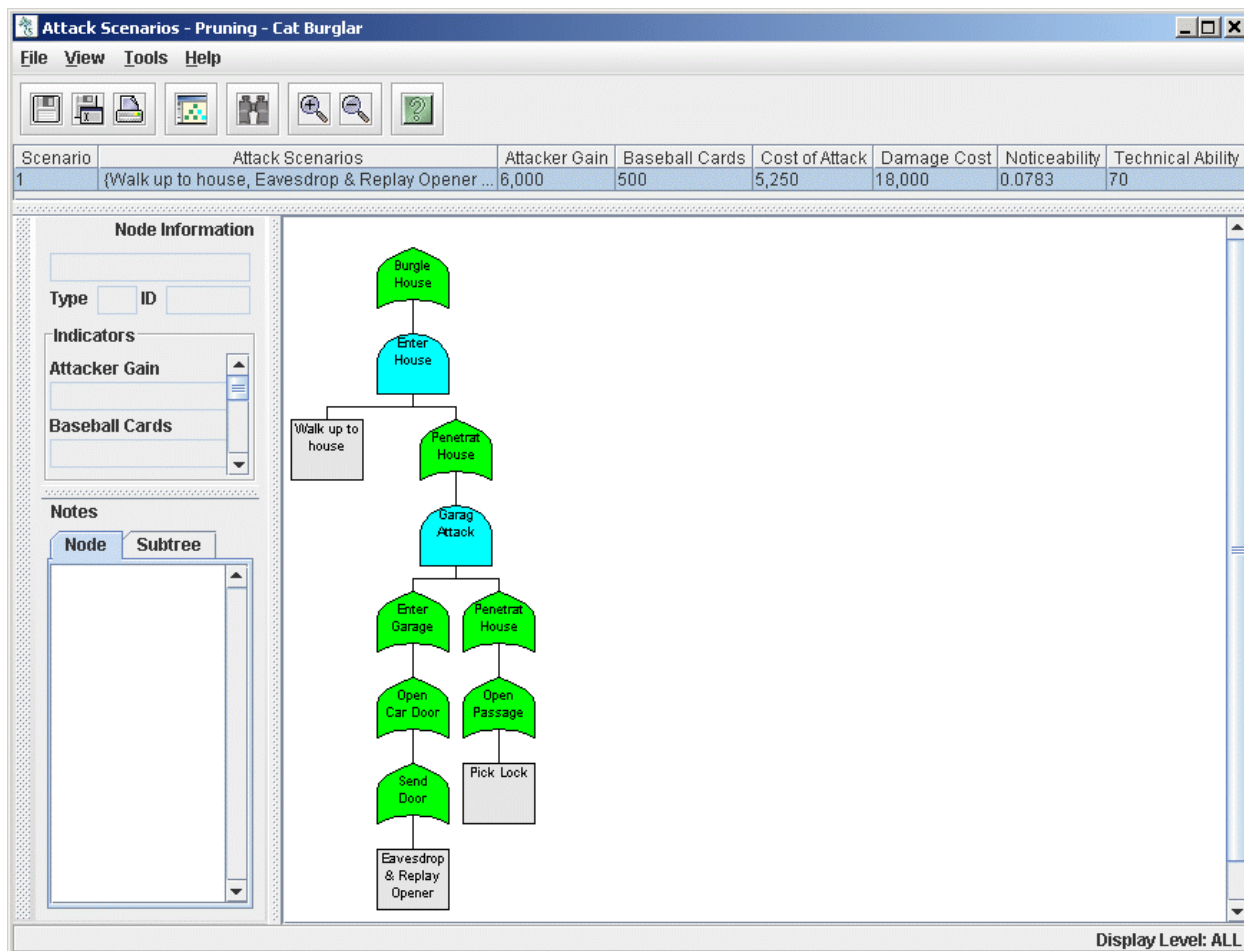 Attack Scenarios - Pruning - Cat Burglar
File View Tools Help
Scenario Attack Scenarios Attacker Gain Baseball Cards Cost of Attack Damage Cost Noticeability Technical Ability
1 {Walk up to house, Eavesdrop & Replay Opener ... 6,000 500 5,250 18,000 0.0783 70
Node Information
Type ID
Indicators
Attacker Gain
Baseball Cards
Notes
Node Subtree
Burgle
House
Enter
House
Walk up to
house
Penetrat
House
Garag
Attack
Enter
Garage
Penetrat
House
Open
Car Door
Open
Passage
Send
Door
Pick Lock
Eavesdrop
& Replay
Opener
Display Level: ALL